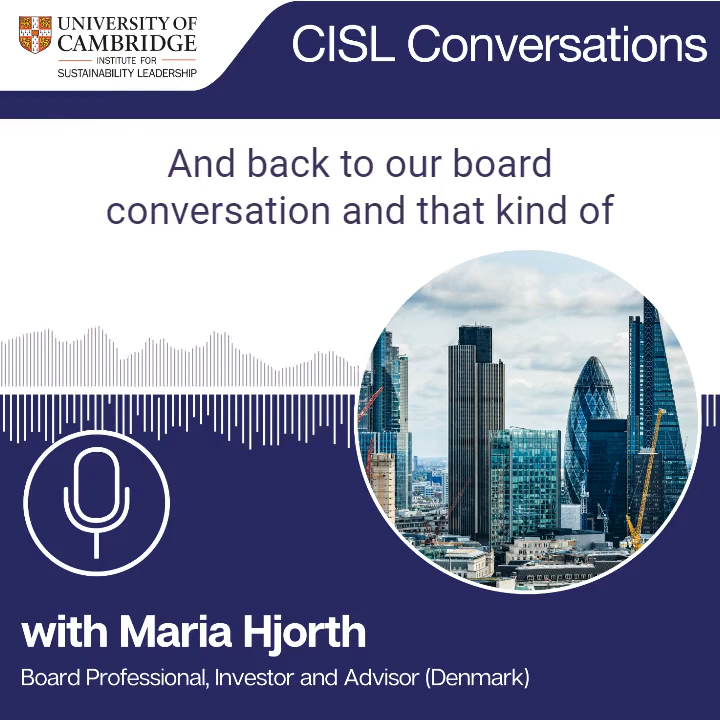 UNIVERSITY OF
CAMBRIDGE
INSTITUTE FOR
SUSTAINABILITY LEADERSHIP
CISL Conversations
And back to our board
conversation and that kind of
with Maria Hjorth
Board Professional, Investor and Advisor (Denmark)